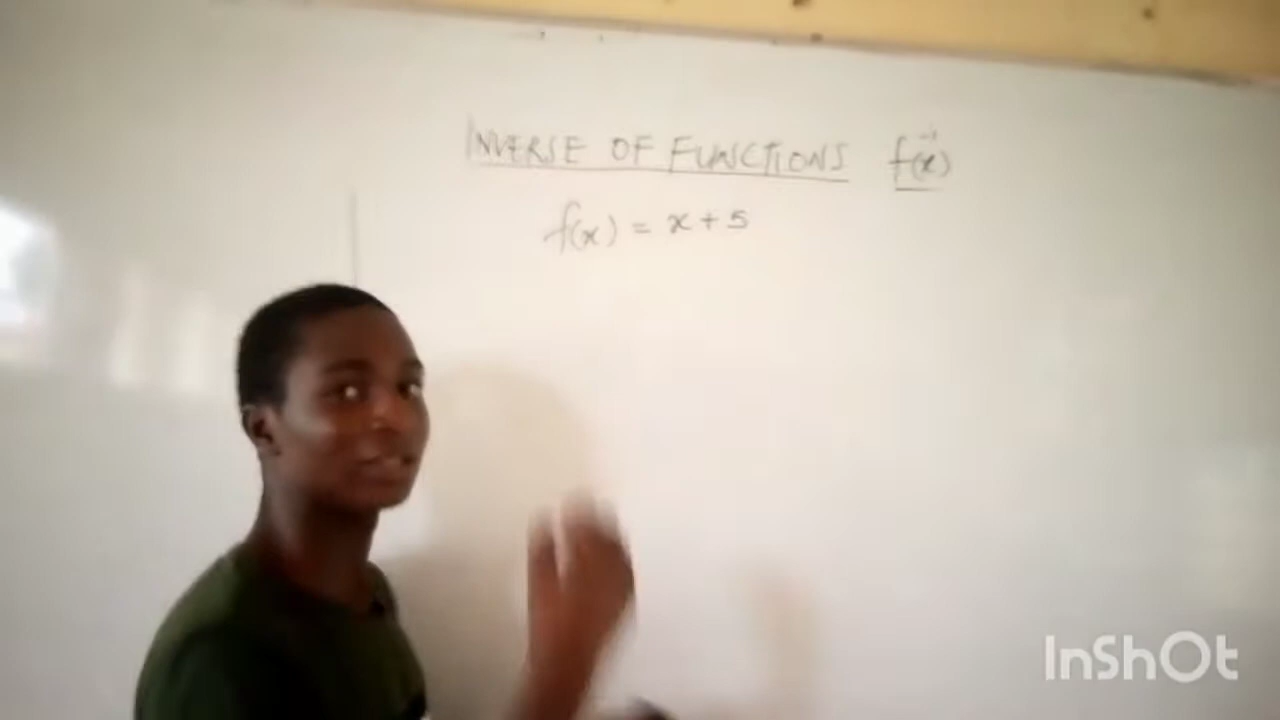 INVERSE OF FUNCTIONS f⁻¹(x)
f(x) = x + 5
InShOt